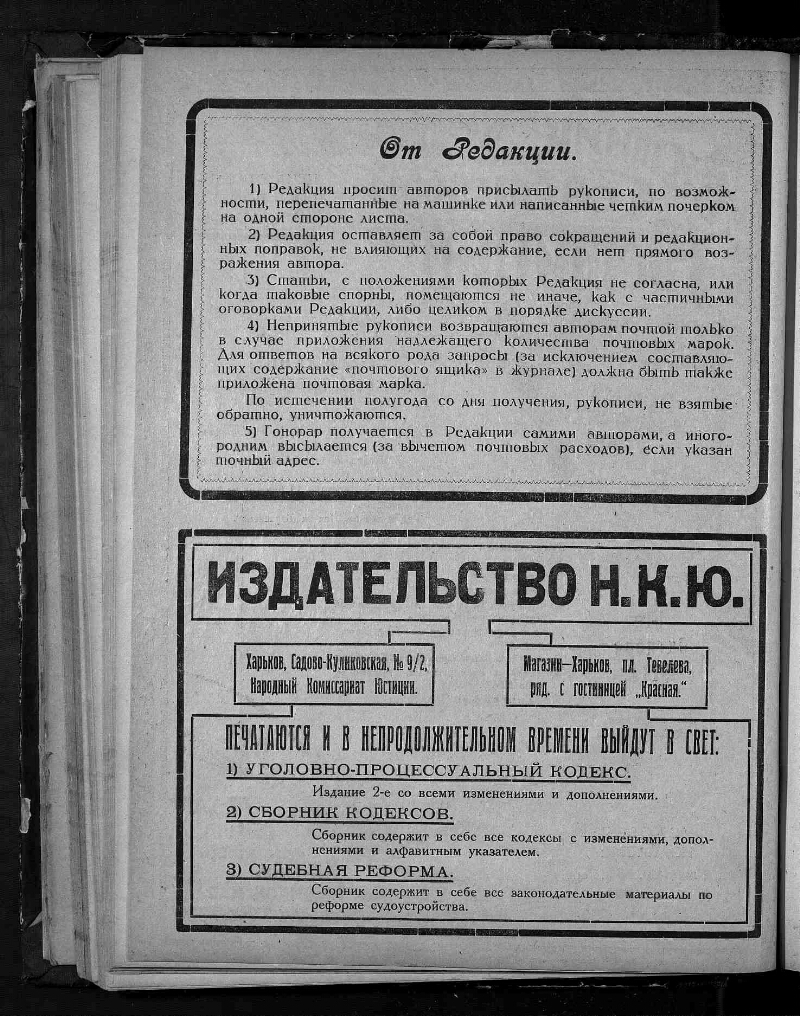 От Редакции.
1) Редакция просит авторов присылать рукописи, по возмож-
ности, перепечатанные на машинке или написанные четким почерком
на одной стороне листа.
2) Редакция оставляет за собой право сокращений и редакцион-
ных поправок, не влияющих на содержание, если нет прямого воз-
ражения автора.
3) Статьи, с положениями которых Редакция не согласна, или
когда таковые спорны, помещаются не иначе, как с частичными
оговорками Редакции, либо целиком в порядке дискуссии.
4) Непринятые рукописи возвращаются авторам почтой только
в случае приложения надлежащего количества почтовых марок.
Для ответов на всякого рода запросы (за исключением составляю-
щих содержание «почтового ящика» в журнале) должна быть также
приложена почтовая марка.
По истечении полугода со дня получения, рукописи, не взятые
обратно, уничтожаются.
5) Гонорар получается в Редакции самими авторами, а иного-
родним высылается (за вычетом почтовых расходов), если указан
точный адрес.
ИЗДАТЕЛЬСТВО Н.К.Ю.
Харьков, Садово-Куликовская, № 9/2,
Народный Комиссариат Юстиции.
Магазин—Харьков, пл. Тевелева,
ряд. с гостиницей „Красная.“
ПЕЧАТАЮТСЯ И В НЕПРОДОЛЖИТЕЛЬНОМ ВРЕМЕНИ ВЫЙДУТ В СВЕТ:
1) УГОЛОВНО-ПРОЦЕССУАЛЬНЫЙ КОДЕКС.
Издание 2-е со всеми изменениями и дополнениями.
2) СБОРНИК КОДЕКСОВ.
Сборник содержит в себе все кодексы с изменениями, допол-
нениями и алфавитным указателем.
3) СУДЕБНАЯ РЕФОРМА.
Сборник содержит в себе все законодательные материалы по
реформе судоустройства.